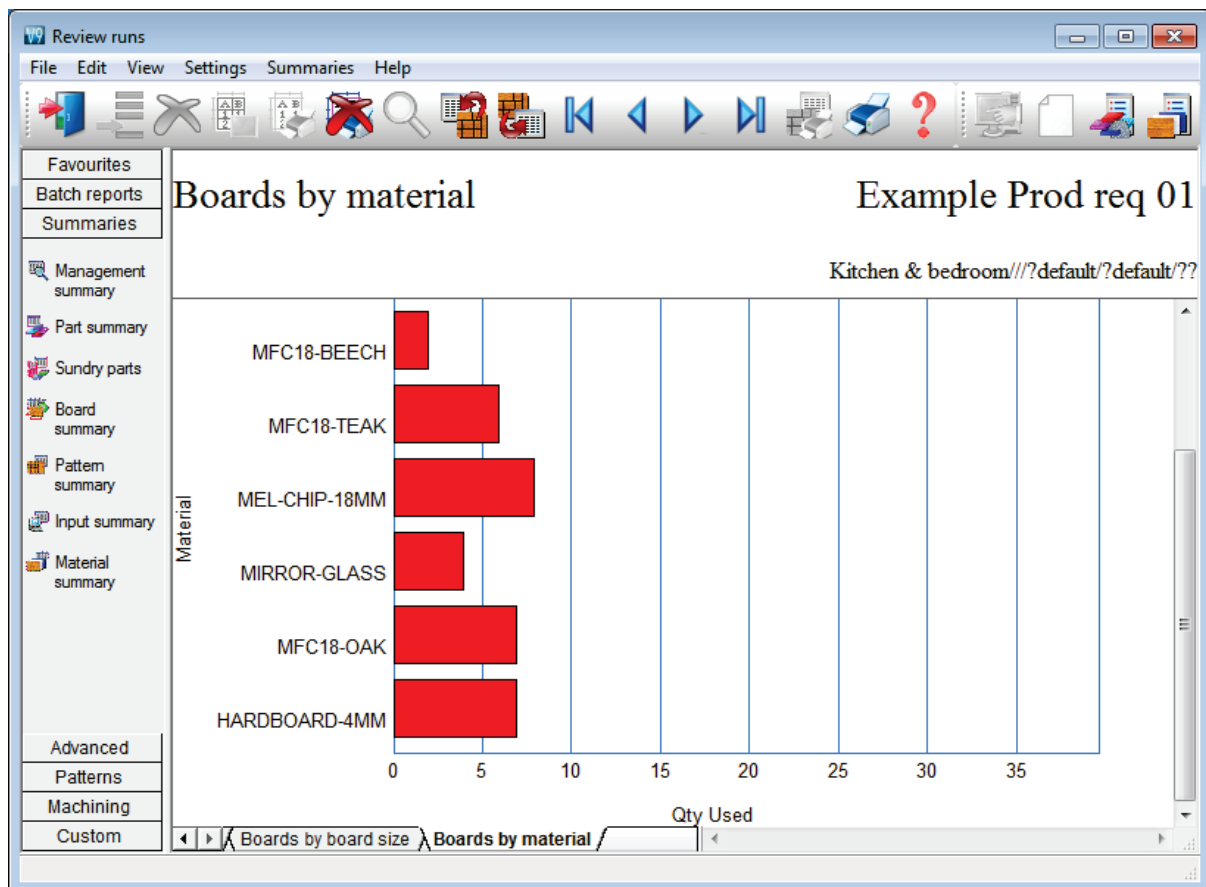 V9 Review runs
File Edit View Settings Summaries Help
Favourites
Batch reports
Summaries
Management
summary
Part summary
Sundry parts
Board
summary
Pattern
summary
Input summary
Material
summary
Advanced
Patterns
Machining
Custom
Boards by material
Example Prod req 01
Kitchen & bedroom///?default/?default/??
Material
MFC18-BEECH
MFC18-TEAK
MEL-CHIP-18MM
MIRROR-GLASS
MFC18-OAK
HARDBOARD-4MM
0 5 10 15 20 25 30 35
Qty Used
Boards by board size Boards by material